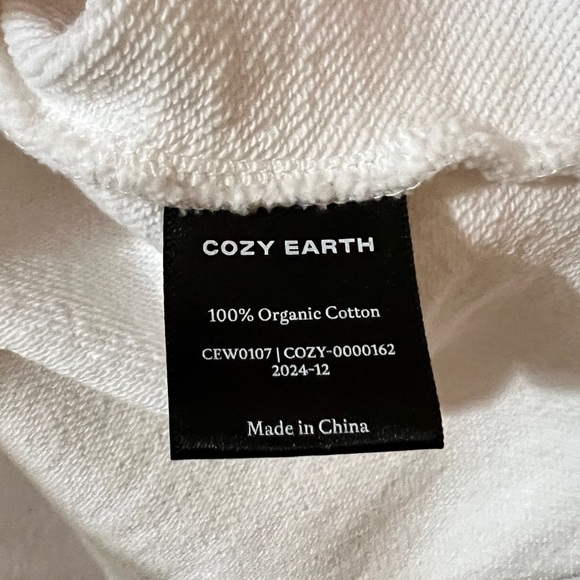 COZY EARTH
100% Organic Cotton
CEW0107 | COZY-0000162
2024-12
Made in China